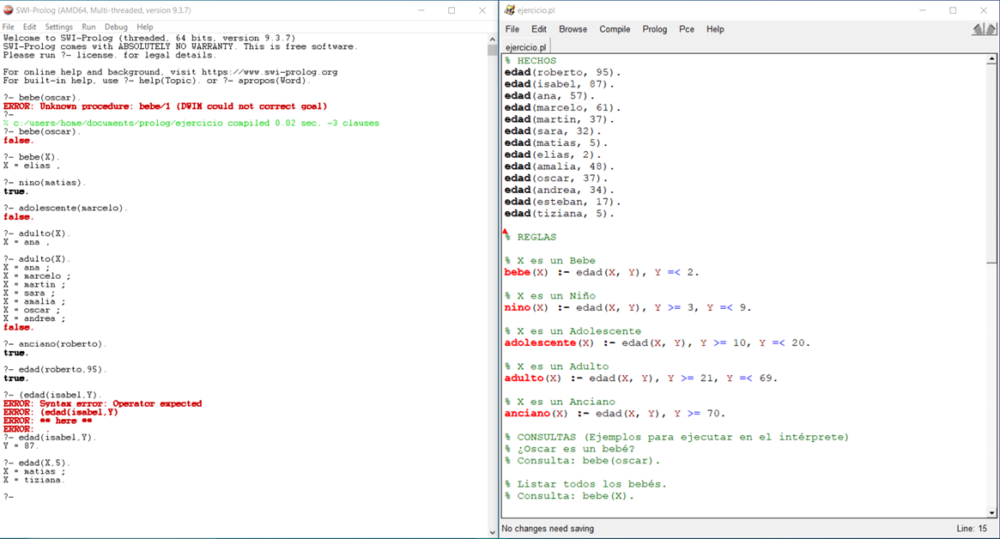 SWI-Prolog (AMD64, Multi-threaded, version 9.3.7)
File Edit Settings Run Debug Help
Welcome to SWI-Prolog (threaded, 64 bits, version 9.3.7)
SWI-Prolog comes with ABSOLUTELY NO WARRANTY. This is free software.
Please run ?- license. for legal details.
For online help and background, visit https://www.swi-prolog.org
For built-in help, use ?- help(Topic). or ?- apropos(Word).
?- bebe(oscar).
ERROR: Unknown procedure: bebe/1 (DWIM could not correct goal)
?-
% c:/users/home/documents/prolog/ejercicio compiled 0.02 sec, -3 clauses
?- bebe(oscar).
false.
?- bebe(X).
X = elias .
?- nino(matias).
true.
?- adolescente(marcelo).
false.
?- adulto(X).
X = ana .
?- adulto(X).
X = ana ;
X = marcelo ;
X = martin ;
X = sara ;
X = amalia ;
X = oscar ;
X = andrea ;
false.
?- anciano(roberto).
true.
?- edad(roberto,95).
true.
?- (edad(isabel,Y).
ERROR: Syntax error: Operator expected
ERROR: (edad(isabel,Y)
ERROR: ** here **
ERROR: .
?- edad(isabel,Y).
Y = 87.
?- edad(X,5).
X = matias ;
X = tiziana.
?-
ejercicio.pl
File Edit Browse Compile Prolog Pce Help
ejercicio.pl
% HECHOS
edad(roberto, 95).
edad(isabel, 87).
edad(ana, 57).
edad(marcelo, 61).
edad(martin, 37).
edad(sara, 32).
edad(matias, 5).
edad(elias, 2).
edad(amalia, 48).
edad(oscar, 37).
edad(andrea, 34).
edad(esteban, 17).
edad(tiziana, 5).
% REGLAS
% X es un Bebe
bebe(X) :- edad(X, Y), Y =< 2.
% X es un Niño
nino(X) :- edad(X, Y), Y >= 3, Y =< 9.
% X es un Adolescente
adolescente(X) :- edad(X, Y), Y >= 10, Y =< 20.
% X es un Adulto
adulto(X) :- edad(X, Y), Y >= 21, Y =< 69.
% X es un Anciano
anciano(X) :- edad(X, Y), Y >= 70.
% CONSULTAS (Ejemplos para ejecutar en el intérprete)
% ¿Oscar es un bebé?
% Consulta: bebe(oscar).
% Listar todos los bebés.
% Consulta: bebe(X).
No changes need saving
Line: 15